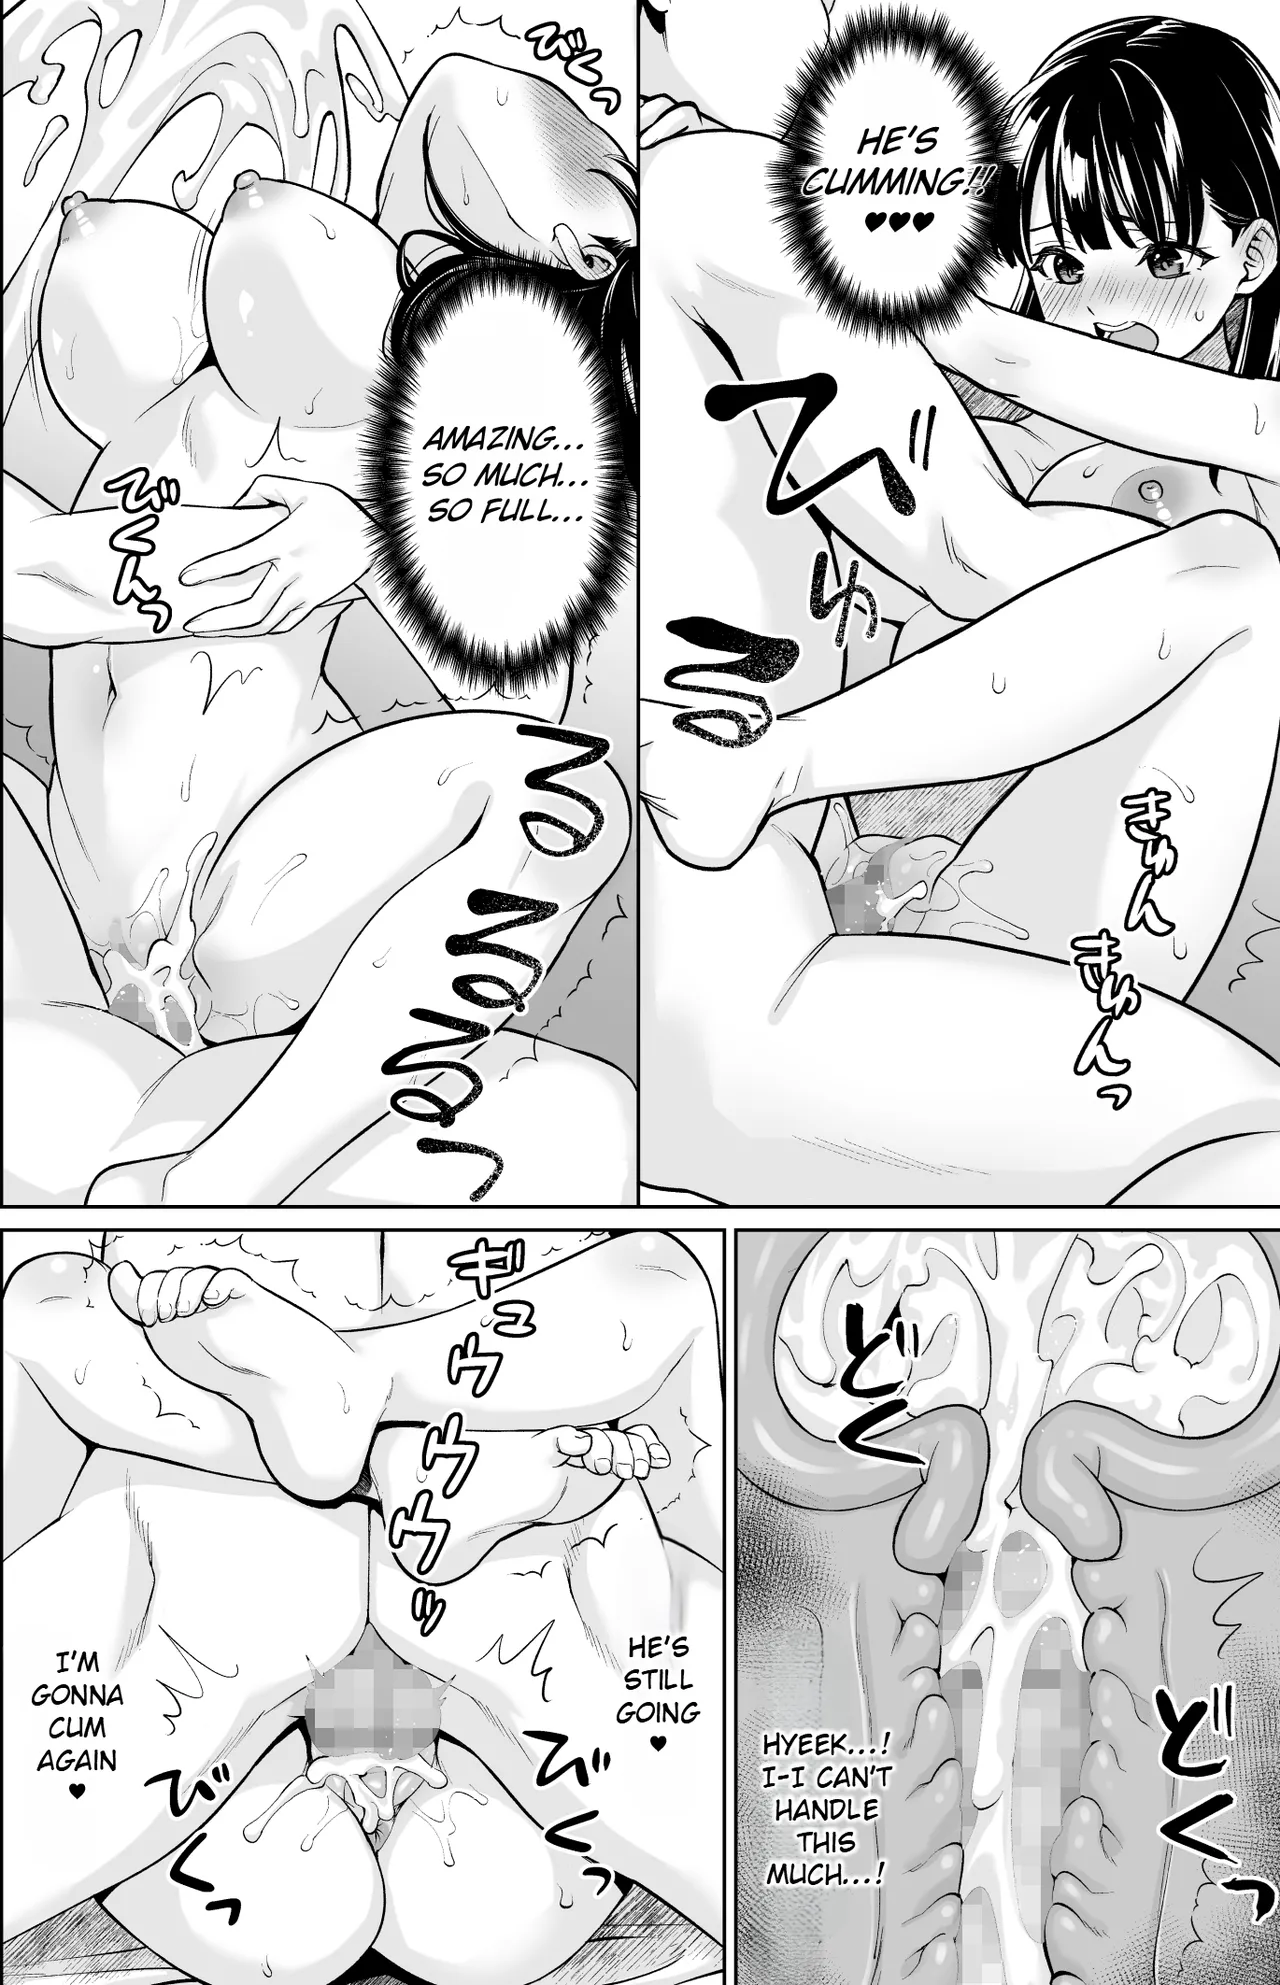 HE'S
CUMMING!!
♥♥♥
びゅ"
る
きゅん
きゅんっ
びくっ
AMAZING...
SO MUCH...
SO FULL...
びくんっ
る
るるるっ
どく
HYEEK...!
I-I CAN'T
HANDLE
THIS
MUCH...!
どくっ
ギュウウウッ
HE'S
STILL
GOING
♥
I'M
GONNA
CUM
AGAIN
♥
びくっ
びくっ